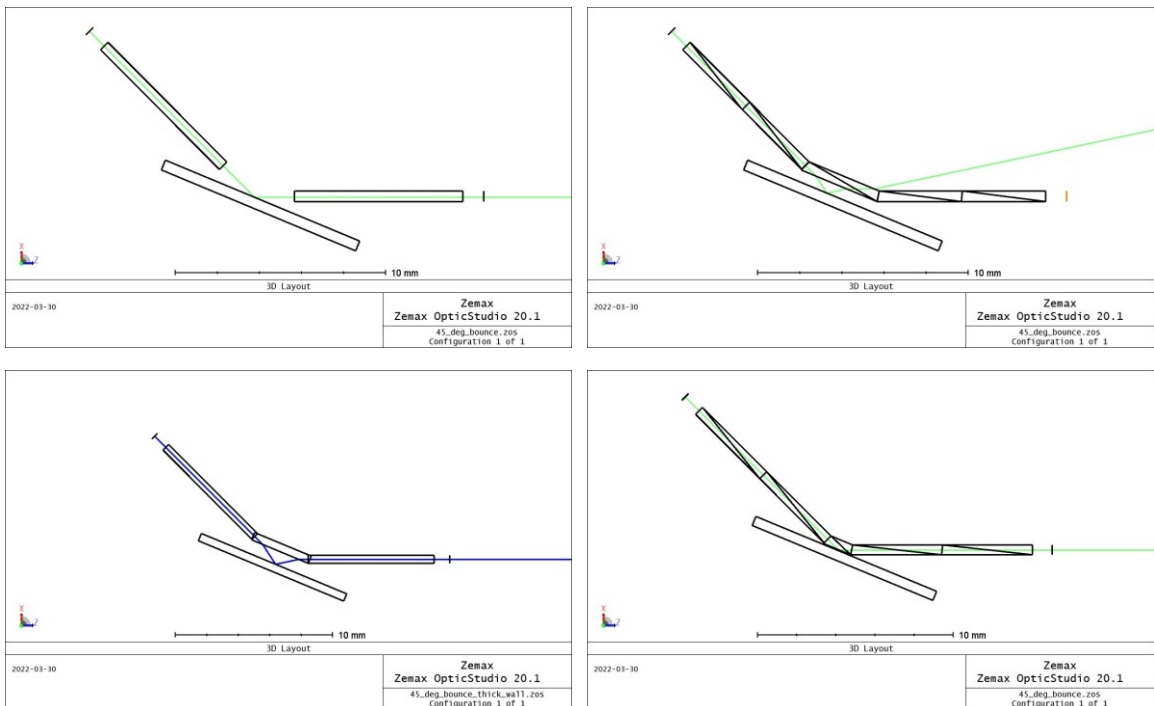 X
Z
10 mm
3D Layout
2022-03-30
Zemax
Zemax OpticStudio 20.1
45_deg_bounce.zos
Configuration 1 of 1
X
Z
10 mm
3D Layout
2022-03-30
Zemax
Zemax OpticStudio 20.1
45_deg_bounce.zos
Configuration 1 of 1
X
Z
10 mm
3D Layout
2022-03-30
Zemax
Zemax OpticStudio 20.1
45_deg_bounce_thick_wall.zos
Configuration 1 of 1
X
Z
10 mm
3D Layout
2022-03-30
Zemax
Zemax OpticStudio 20.1
45_deg_bounce.zos
Configuration 1 of 1